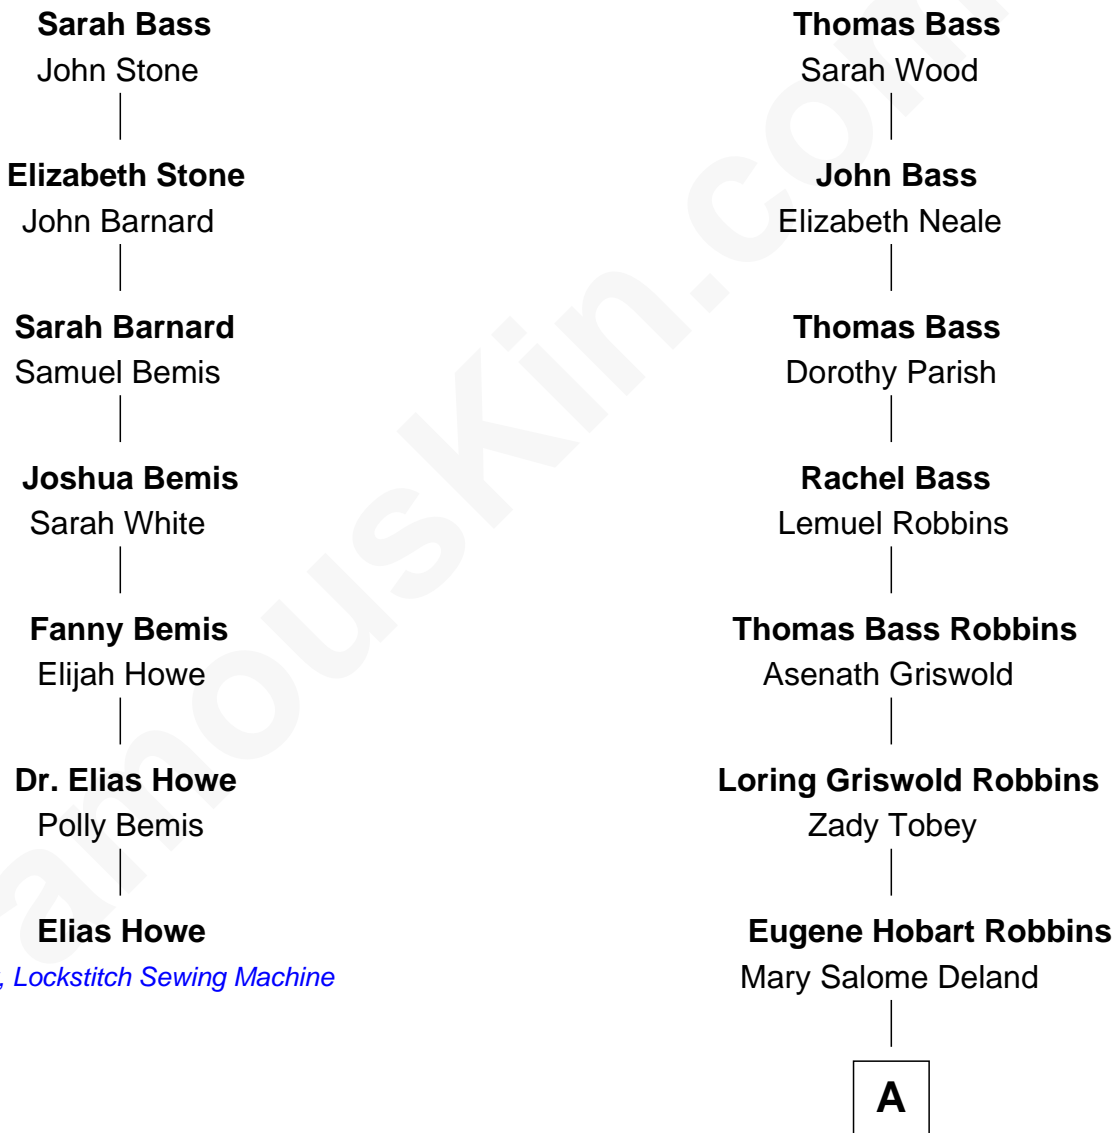 Sarah Bass
John Stone
Elizabeth Stone
John Barnard
Sarah Barnard
Samuel Bemis
Joshua Bemis
Sarah White
Fanny Bemis
Elijah Howe
Dr. Elias Howe
Polly Bemis
Elias Howe
, Lockstitch Sewing Machine
Thomas Bass
Sarah Wood
John Bass
Elizabeth Neale
Thomas Bass
Dorothy Parish
Rachel Bass
Lemuel Robbins
Thomas Bass Robbins
Asenath Griswold
Loring Griswold Robbins
Zady Tobey
Eugene Hobart Robbins
Mary Salome Deland
A
amouskin.com